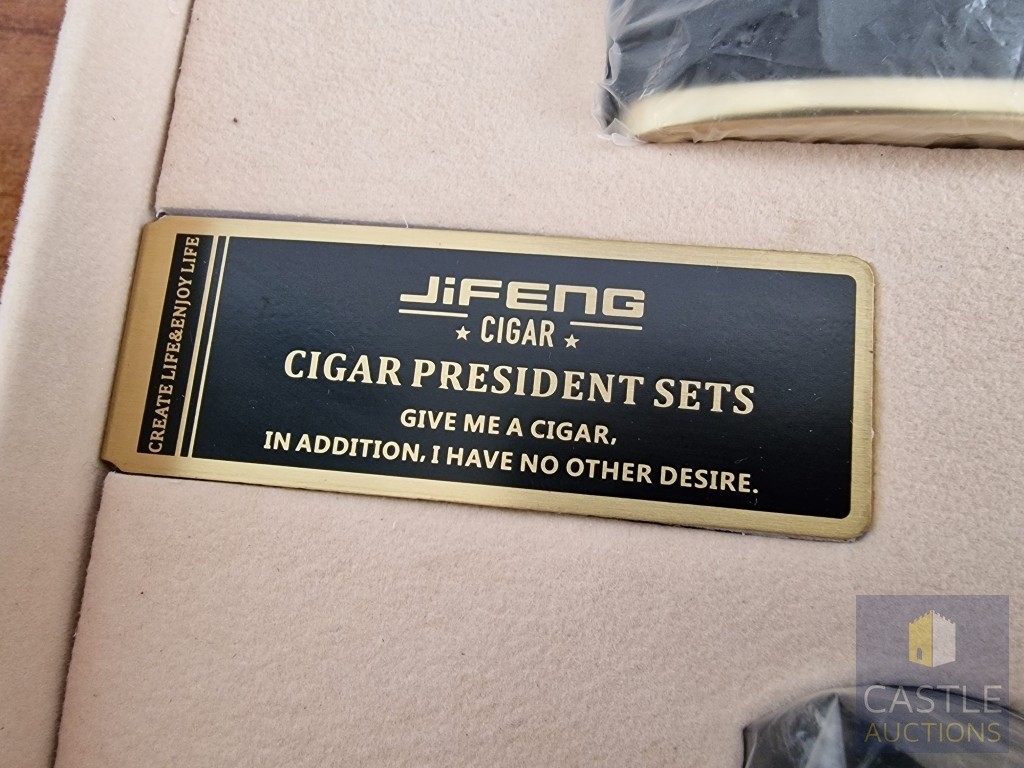 CREATE LIFE&ENJOY LIFE
JiFENG
CIGAR
CIGAR PRESIDENT SETS
GIVE ME A CIGAR,
IN ADDITION, I HAVE NO OTHER DESIRE.
CASTLE
AUCTIONS